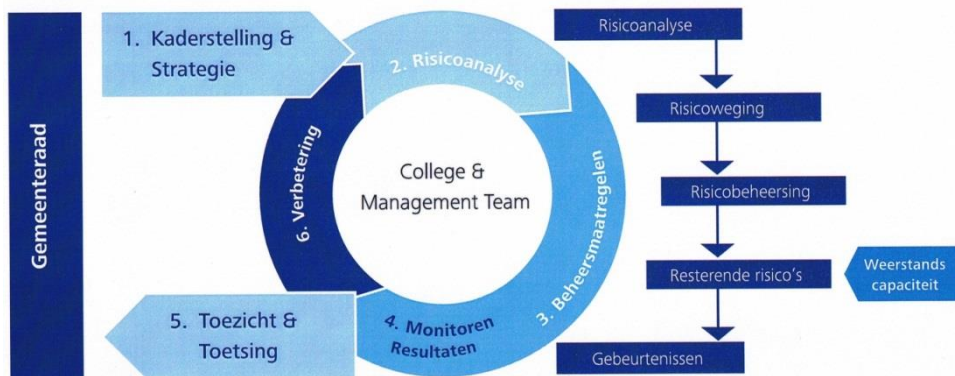 Gemeenteraad
1. Kaderstelling &
Strategie
2. Risicoanalyse
3. Beheersmaatregelen
4. Monitoren
Resultaten
5. Toezicht &
Toetsing
6. Verbetering
College &
Management Team
Risicoanalyse
Risicoweging
Risicobeheersing
Resterende risico's
Weerstands
capaciteit
Gebeurtenissen